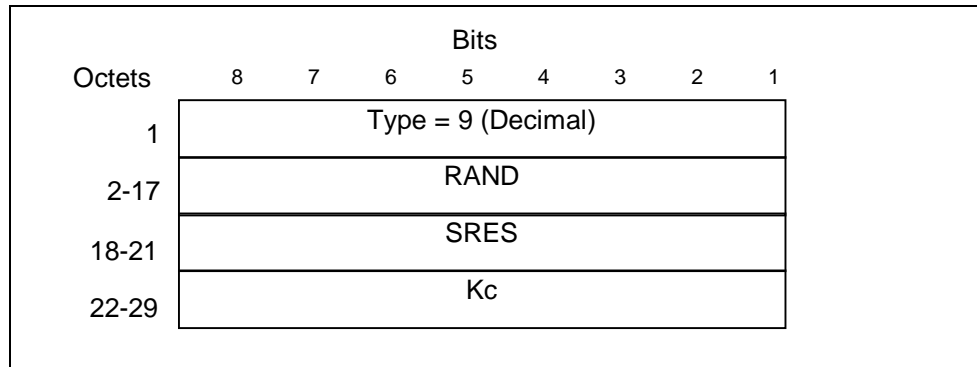 Bits
Octets 8 7 6 5 4 3 2 1
1 Type = 9 (Decimal)
2-17 RAND
18-21 SRES
22-29 Kc